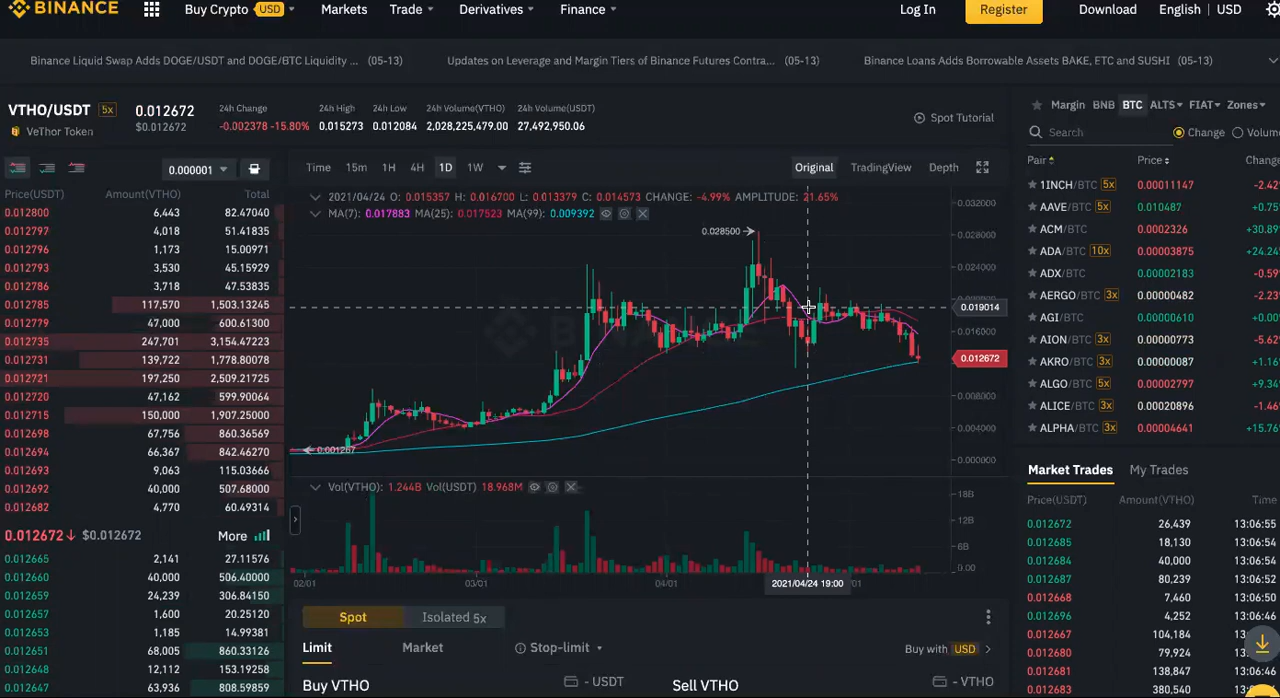 BINANCE Buy Crypto USD Markets Trade Derivatives Finance Log In Register Download English | USD
Binance Liquid Swap Adds DOGE/USDT and DOGE/BTC Liquidity ... (05-13) Updates on Leverage and Margin Tiers of Binance Futures Contra... (05-13) Binance Loans Adds Borrowable Assets BAKE, ETC and SUSHI (05-13)
VTHO/USDT 5x 0.012672 24h Change 24h High 24h Low 24h Volume(VTHO) 24h Volume(USDT)
VeThor Token $0.012672 -0.002378 -15.80% 0.015273 0.012084 2,028,225,479.00 27,492,950.06
Spot Tutorial
0.000001
Time 15m 1H 4H 1D 1W Original TradingView Depth
Price(USDT) Amount(VTHO) Total
0.012800 6,443 82.47040
0.012797 4,018 51.41835
0.012796 1,173 15.00971
0.012793 3,530 45.15929
0.012786 3,718 47.53835
0.012785 117,570 1,503.13245
0.012779 47,000 600.61300
0.012735 247,701 3,154.47223
0.012731 139,722 1,778.80078
0.012721 197,250 2,509.21725
0.012720 47,162 599.90064
0.012715 150,000 1,907.25000
0.012698 67,756 860.36569
0.012694 66,367 842.46270
0.012693 9,063 115.03666
0.012692 40,000 507.68000
0.012682 4,770 60.49314
0.012672 $0.012672 More
0.012665 2,141 27.11576
0.012660 40,000 506.40000
0.012659 24,239 306.84150
0.012657 1,600 20.25120
0.012653 1,185 14.99381
0.012651 68,005 860.33126
0.012648 12,112 153.19258
0.012647 63,936 808.59859
2021/04/24 O: 0.015357 H: 0.016700 L: 0.013379 C: 0.014573 CHANGE: -4.99% AMPLITUDE: 21.65%
MA(7): 0.017883 MA(25): 0.017523 MA(99): 0.009392
0.032000
0.028500
0.028000
0.024000
0.019014
0.016000
0.012672
0.008000
0.004000
0.001267
0.000000
Vol(VTHO): 1.244B Vol(USDT) 18.968M
18B
12B
6B
0.00
02/01 03/01 04/01 2021/04/24 19:00
Spot Isolated 5x
Limit Market Stop-limit Buy with USD
Buy VTHO - USDT Sell VTHO - VTHO
Margin BNB BTC ALTS FIAT Zones
Search Change
Pair Price Change
1INCH/BTC 5x 0.00011147
AAVE/BTC 5x 0.010487
ACM/BTC 0.0002326
ADA/BTC 10x 0.00003875
ADX/BTC 0.00002183
AERGO/BTC 3x 0.00000482
AGI/BTC 0.00000610
AION/BTC 3x 0.00000773
AKRO/BTC 3x 0.00000087
ALGO/BTC 5x 0.00002797
ALICE/BTC 3x 0.00020896
ALPHA/BTC 3x 0.00004641
Market Trades My Trades
Price(USDT) Amount(VTHO) Time
0.012672 26,439 13:06:55
0.012685 18,130 13:06:54
0.012684 40,000 13:06:54
0.012687 80,239 13:06:52
0.012668 7,460 13:06:50
0.012696 4,252 13:06:46
0.012667 104,184
0.012680 79,924
0.012671 138,847
0.012683 380,540